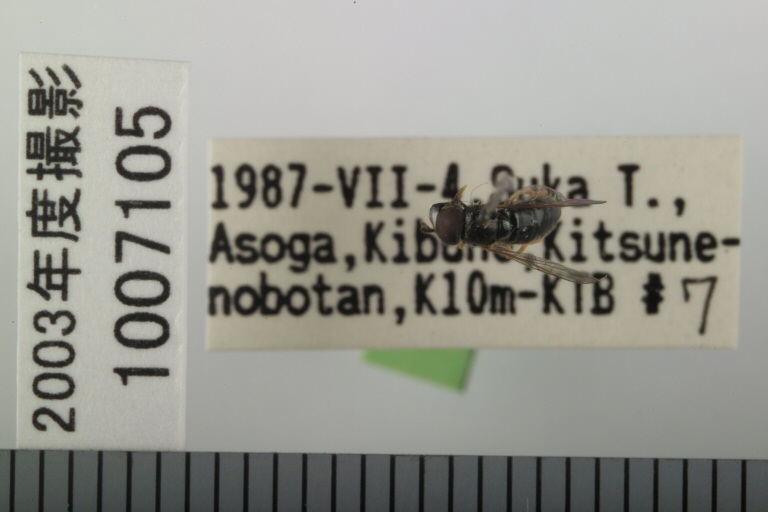 2003年度撮影
1007105
1987-VII-4 T.,
Asoga, Kitsune-
nobotan, K10m-KTB # 7